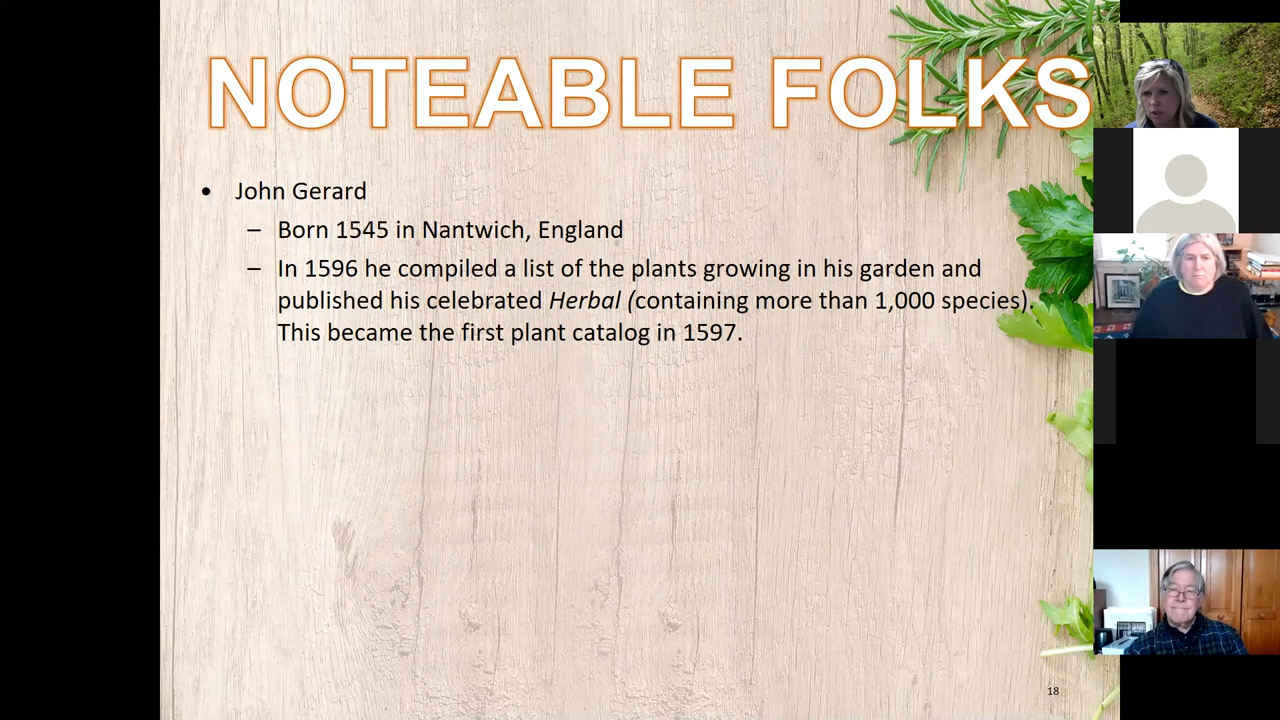 NOTEABLE FOLKS
• John Gerard
– Born 1545 in Nantwich, England
– In 1596 he compiled a list of the plants growing in his garden and
published his celebrated Herbal (containing more than 1,000 species).
This became the first plant catalog in 1597.
18